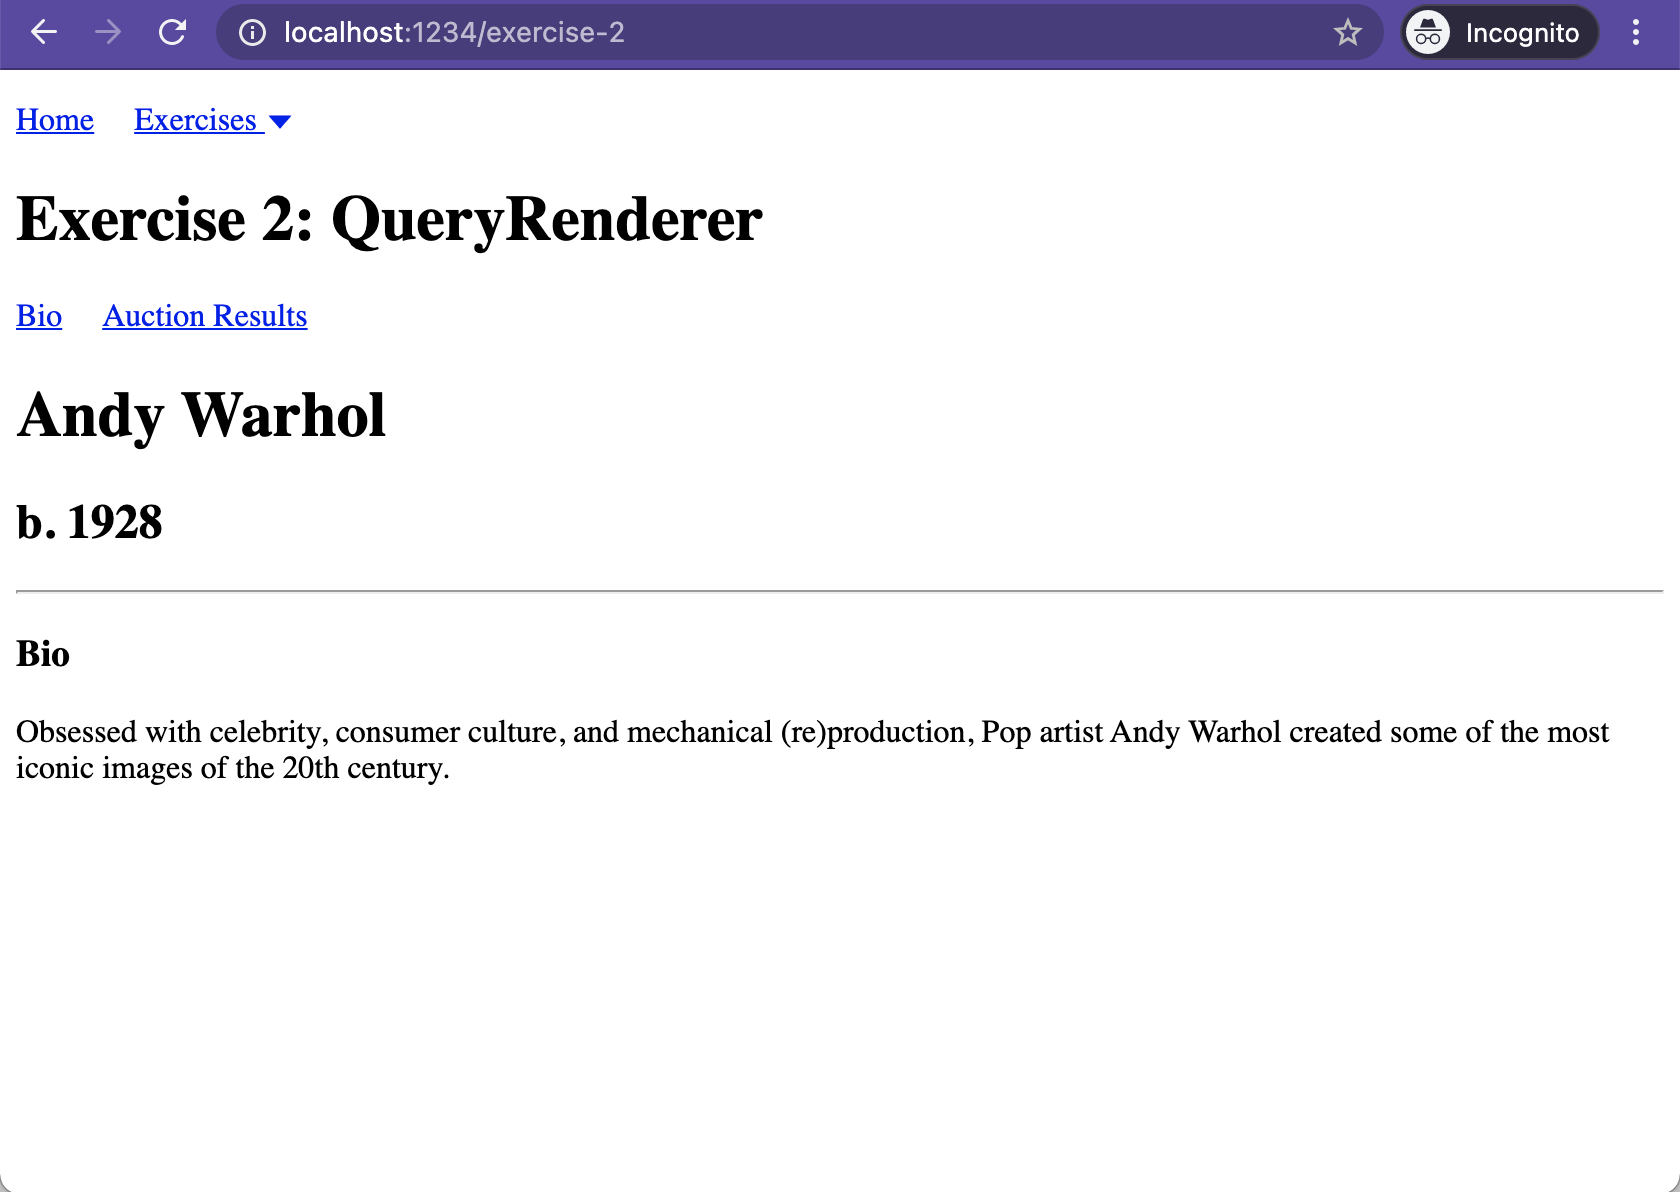 localhost:1234/exercise-2 Incognito
Home Exercises
Exercise 2: QueryRenderer
Bio Auction Results
Andy Warhol
b. 1928
Bio
Obsessed with celebrity, consumer culture, and mechanical (re)production, Pop artist Andy Warhol created some of the most
iconic images of the 20th century.